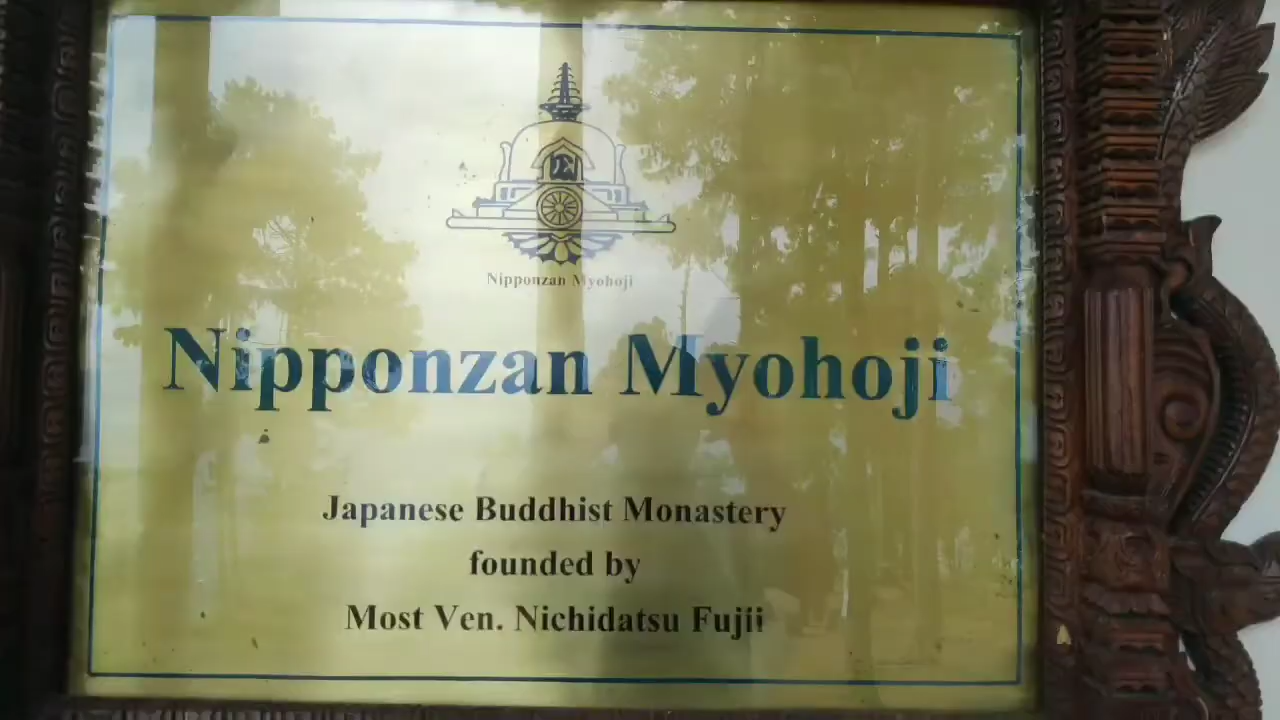 Nipponzan Myohoji
Nipponzan Myohoji
Japanese Buddhist Monastery
founded by
Most Ven. Nichidatsu Fujii